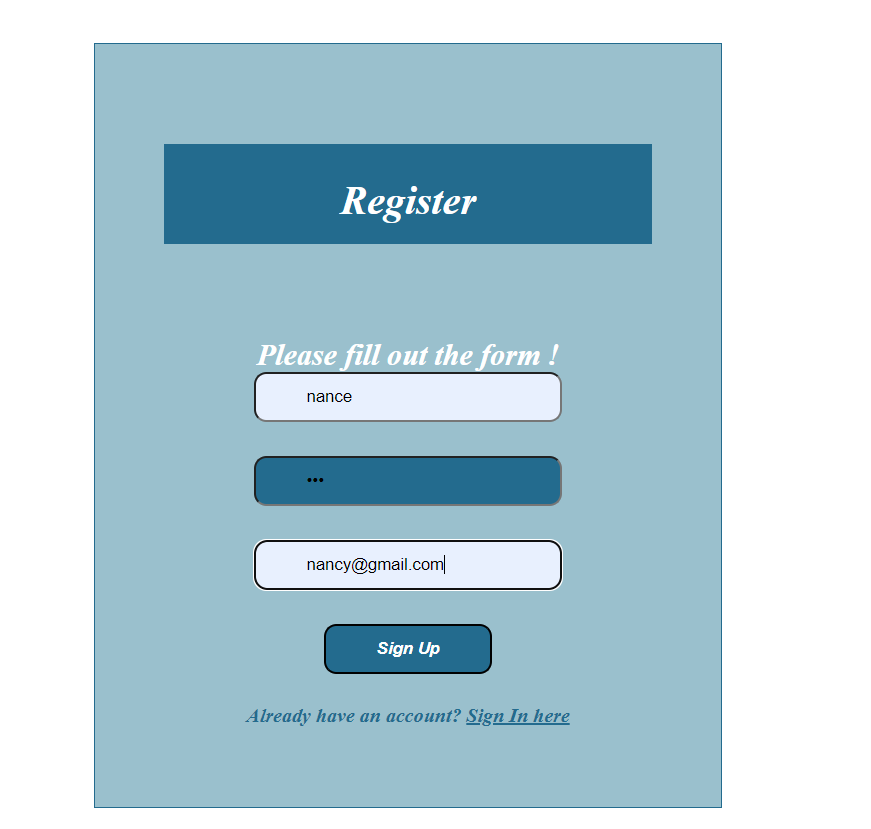 Register
Please fill out the form !
nance
•••
nancy@gmail.com
Sign Up
Already have an account? Sign In here